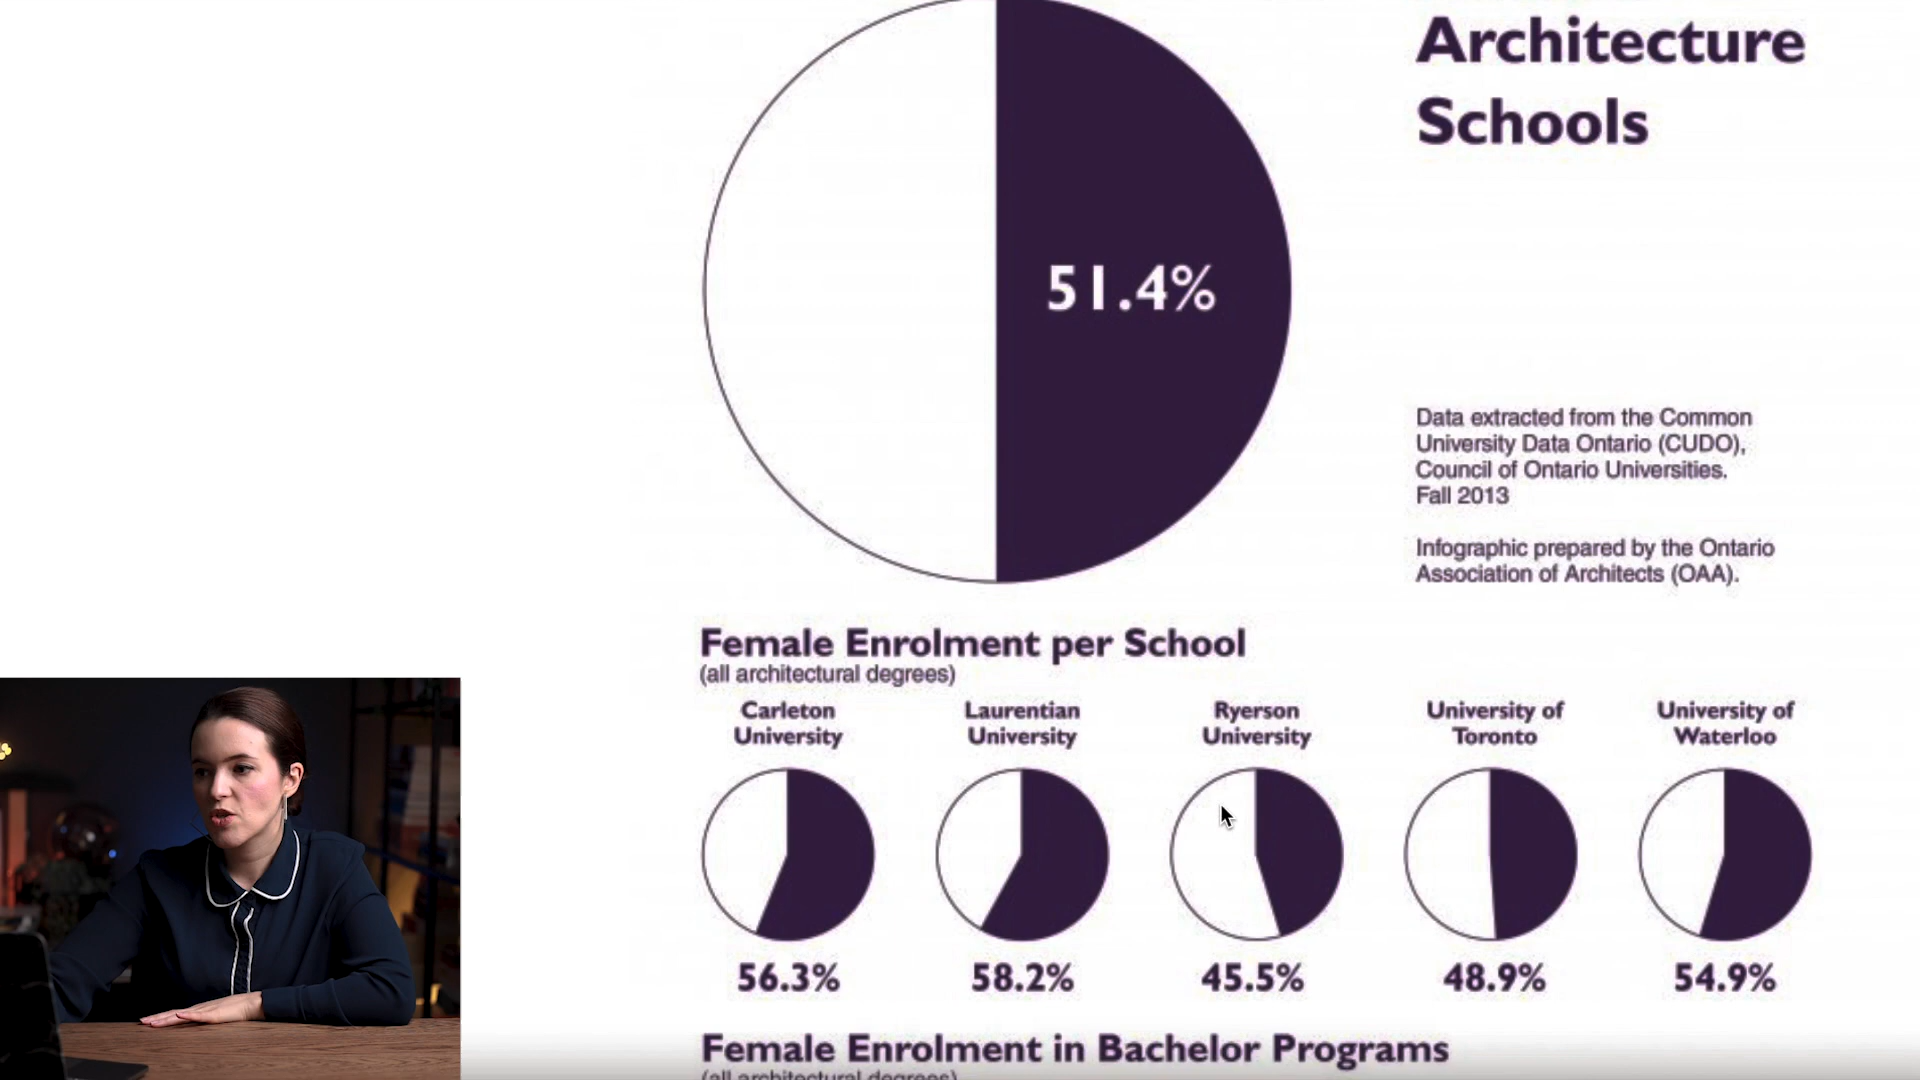 Architecture
Schools
51.4%
Data extracted from the Common
University Data Ontario (CUDO),
Council of Ontario Universities.
Fall 2013
Infographic prepared by the Ontario
Association of Architects (OAA).
Female Enrolment per School
(all architectural degrees)
Carleton
University
Laurentian
University
Ryerson
University
University of
Toronto
University of
Waterloo
56.3%
58.2%
45.5%
48.9%
54.9%
Female Enrolment in Bachelor Programs
(all architectural degrees)